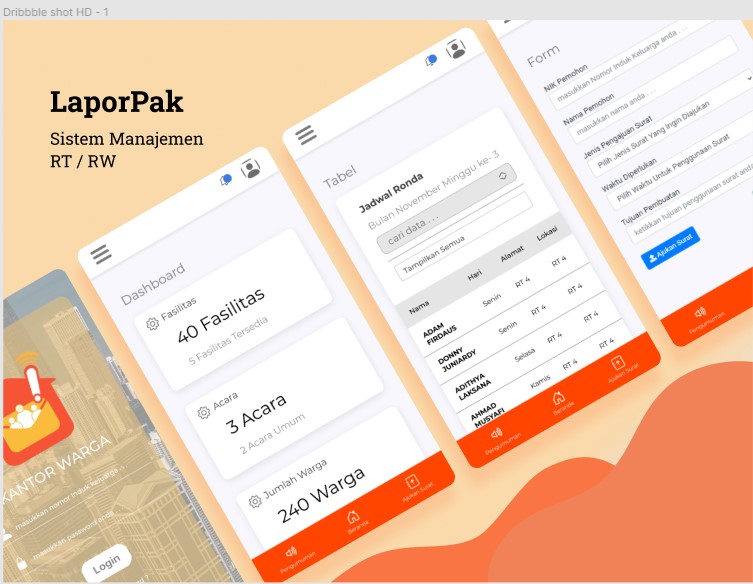 Dribbble shot HD - 1
LaporPak
Sistem Manajemen
RT / RW
KANTOR WARGA
masukkan nomor induk keluarga
masukkan password anda
Login
Dashboard
Fasilitas
40 Fasilitas
5 Fasilitas Tersedia
Acara
3 Acara
2 Acara Umum
Jumlah Warga
240 Warga
Pengumuman
Beranda
Ajukan Surat
Tabel
Jadwal Ronda
Bulan November Minggu ke- 3
cari data . . .
Tampilkan Semua
Nama Hari Alamat Lokasi
ADAM FIRDAUS Senin RT 4 RT 4
DONNY JUNIARDY Senin RT 4 RT 4
ADITHYA LAKSANA Selasa RT 4 RT 4
AHMAD MUSYAFI Kamis RT 4 RT 4
Pengumuman
Beranda
Ajukan Surat
Form
NIK Pemohon
masukkan Nomor Induk Keluarga anda . . .
Nama Pemohon
masukkan nama anda . . .
Jenis Pengajuan Surat
Pilih Jenis Surat Yang Ingin Diajukan
Waktu Diperlukan
Pilih Waktu Untuk Penggunaan Surat
Tujuan Pembuatan
ketikkan tujuan penggunaan surat
Ajukan Surat
Pengumuman